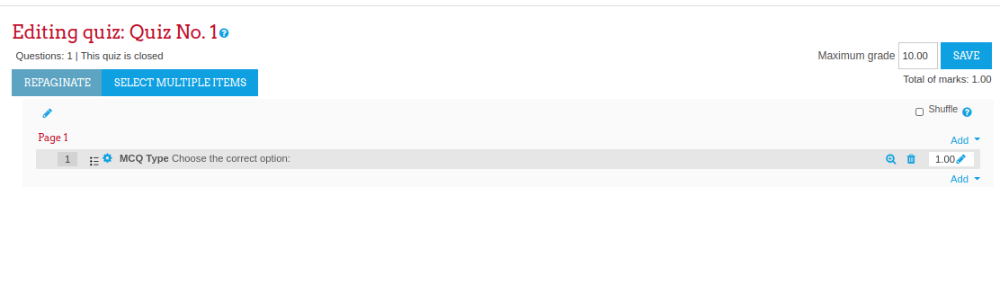 Editing quiz: Quiz No. 1
Questions: 1 | This quiz is closed
Maximum grade 10.00 SAVE
REPAGINATE SELECT MULTIPLE ITEMS
Total of marks: 1.00
Shuffle
Page 1
Add
1 MCQ Type Choose the correct option: 1.00
Add